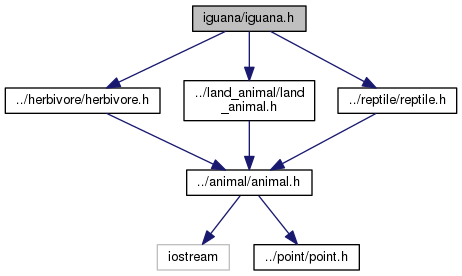 iguana/iguana.h
../herbivore/herbivore.h
../land_animal/land
_animal.h
../reptile/reptile.h
../animal/animal.h
iostream
../point/point.h